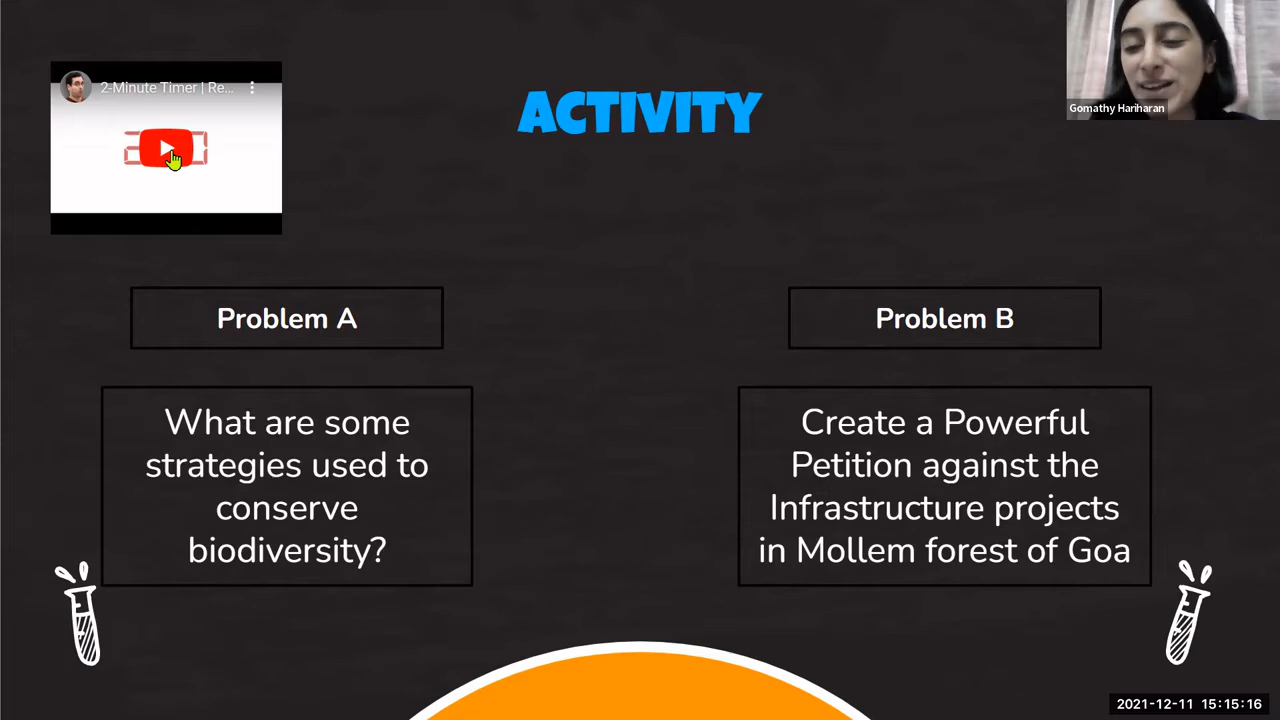 2-Minute Timer | Re...
ACTIVITY
Gomathy Hariharan
Problem A
Problem B
What are some
strategies used to
conserve
biodiversity?
Create a Powerful
Petition against the
Infrastructure projects
in Mollem forest of Goa
2021-12-11 15:15:16